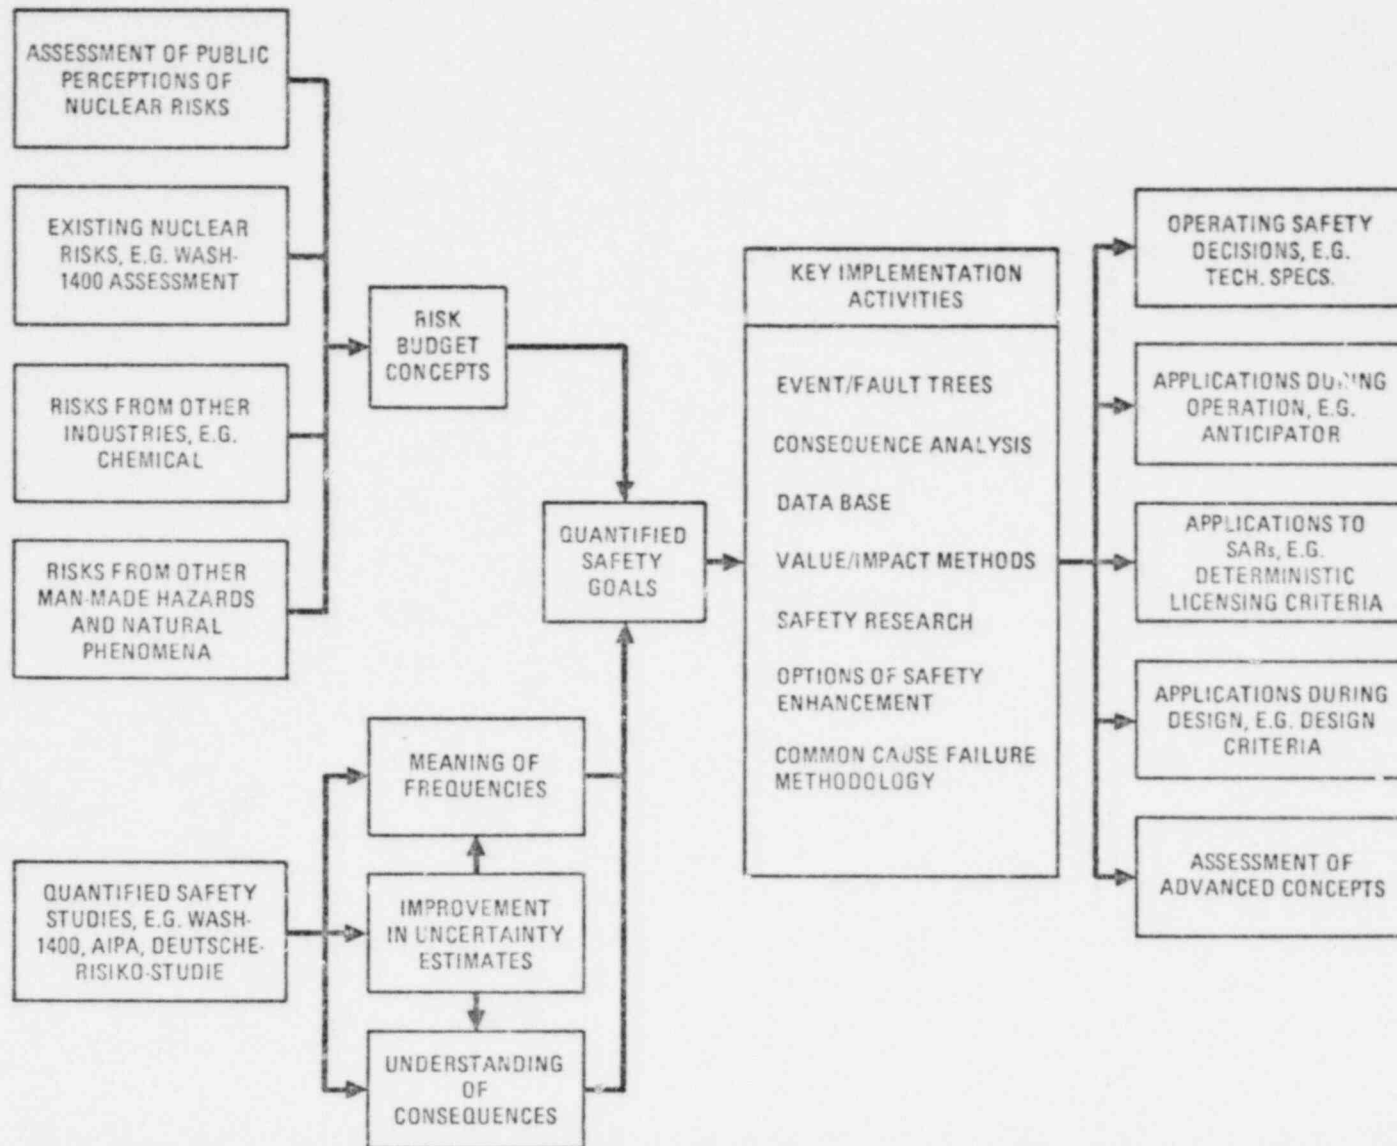 ASSESSMENT OF PUBLIC
PERCEPTIONS OF
NUCLEAR RISKS
EXISTING NUCLEAR
RISKS, E.G. WASH-
1400 ASSESSMENT
RISKS FROM OTHER
INDUSTRIES, E.G.
CHEMICAL
RISKS FROM OTHER
MAN-MADE HAZARDS
AND NATURAL
PHENOMENA
QUANTIFIED SAFETY
STUDIES, E.G. WASH-
1400, AIPA, DEUTSCHE-
RISIKO-STUDIE
RISK
BUDGET
CONCEPTS
MEANING OF
FREQUENCIES
IMPROVEMENT
IN UNCERTAINTY
ESTIMATES
UNDERSTANDING
OF
CONSEQUENCES
QUANTIFIED
SAFETY
GOALS
KEY IMPLEMENTATION
ACTIVITIES
EVENT/FAULT TREES
CONSEQUENCE ANALYSIS
DATA BASE
VALUE/IMPACT METHODS
SAFETY RESEARCH
OPTIONS OF SAFETY
ENHANCEMENT
COMMON CAUSE FAILURE
METHODOLOGY
OPERATING SAFETY
DECISIONS, E.G.
TECH. SPECS.
APPLICATIONS DURING
OPERATION, E.G.
ANTICIPATOR
APPLICATIONS TO
SARs, E.G.
DETERMINISTIC
LICENSING CRITERIA
APPLICATIONS DURING
DESIGN, E.G. DESIGN
CRITERIA
ASSESSMENT OF
ADVANCED CONCEPTS